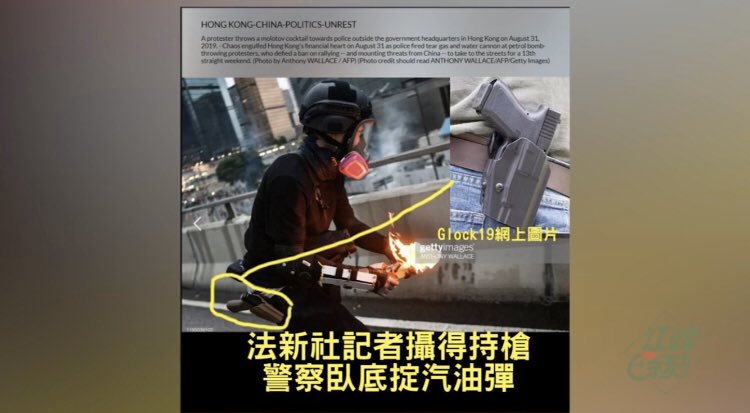 HONG KONG-CHINA-POLITICS-UNREST
A protester throws a molotov cocktail towards police outside the government headquarters in Hong Kong on August 31,
2019. - Chaos engulfed Hong Kong's financial heart on August 31 as police fired tear gas and water cannon at petrol bomb-
throwing protesters, who defied a ban on rallying -- and mounting threats from China -- to take to the streets for a 13th
straight weekend. (Photo by Anthony WALLACE / AFP) (Photo credit should read ANTHONY WALLACE/AFP/Getty Images)
Glock19網上圖片
gettyimages
ANTHONY WALLACE
法新社記者攝得持槍
警察臥底掟汽油彈